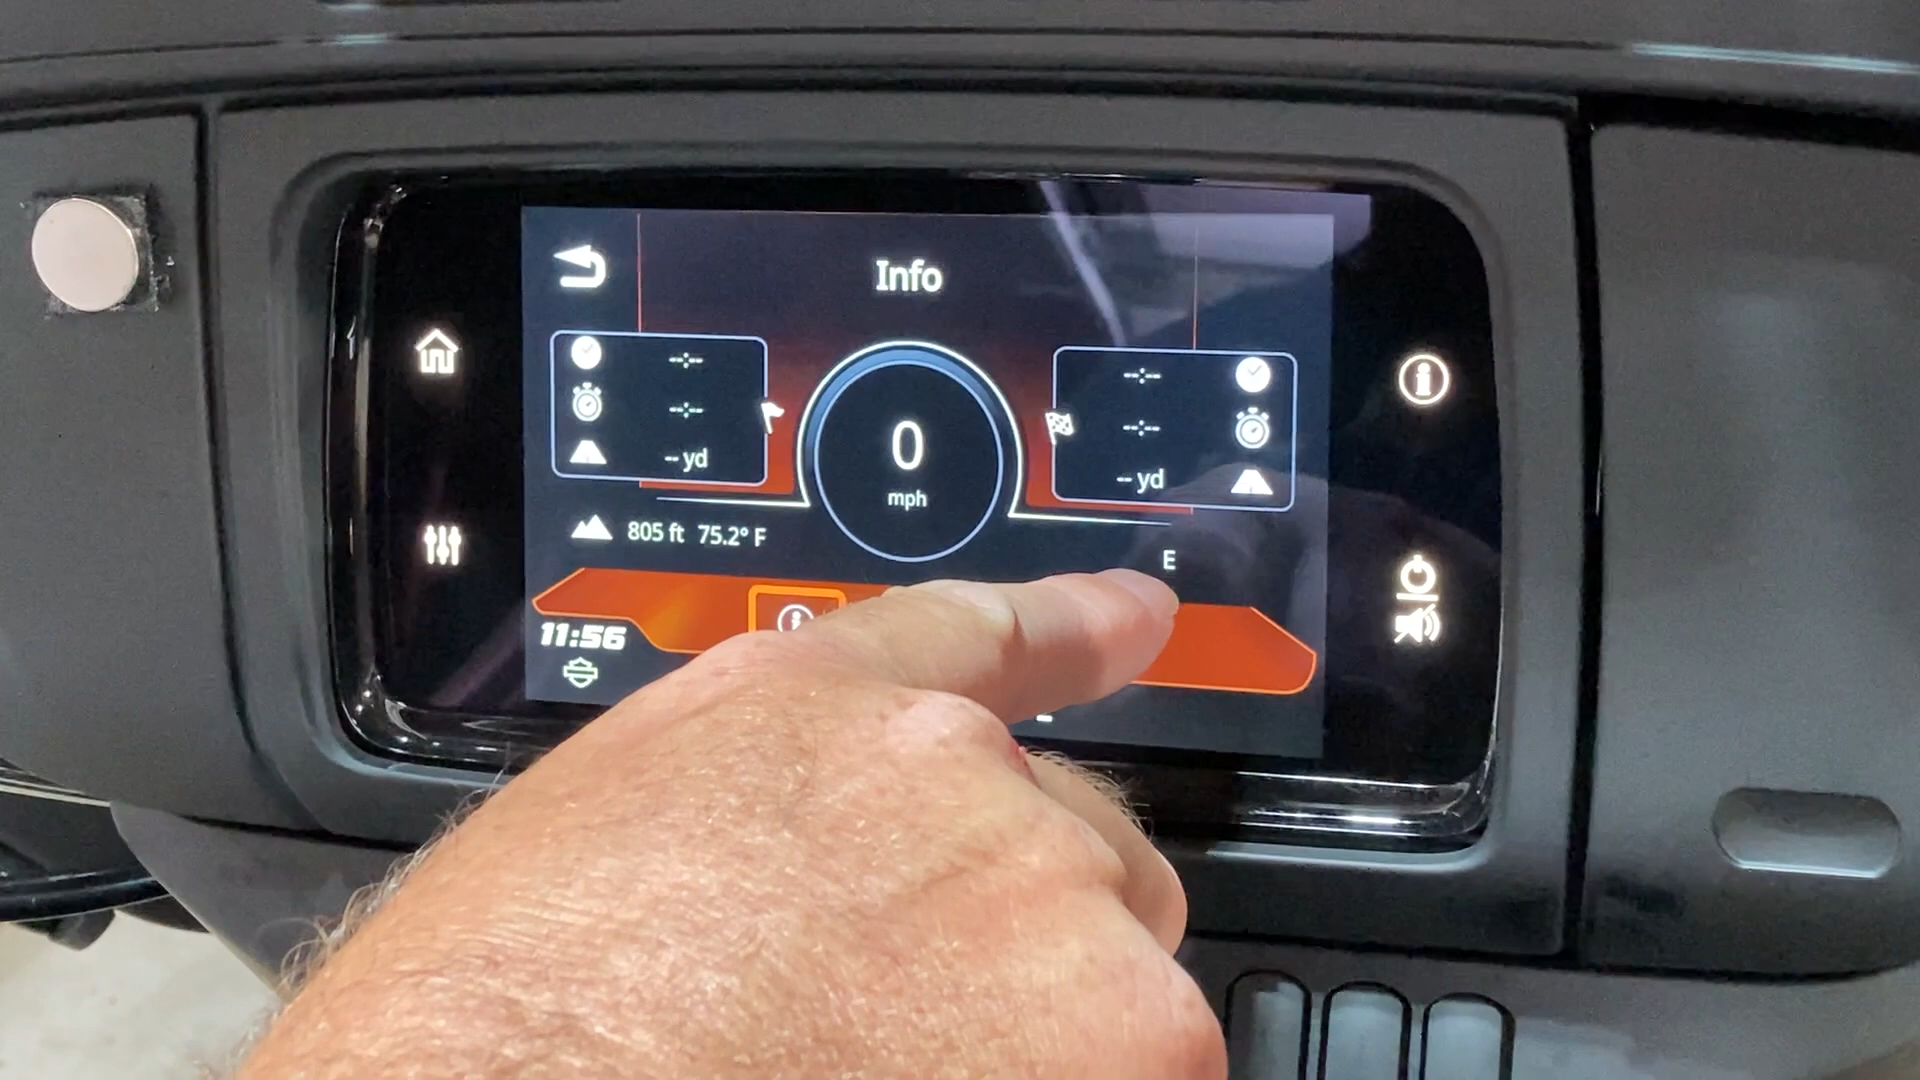 Info
--:--
--:--
-- yd
0
mph
--:--
--:--
-- yd
805 ft 75.2° F
E
11:56